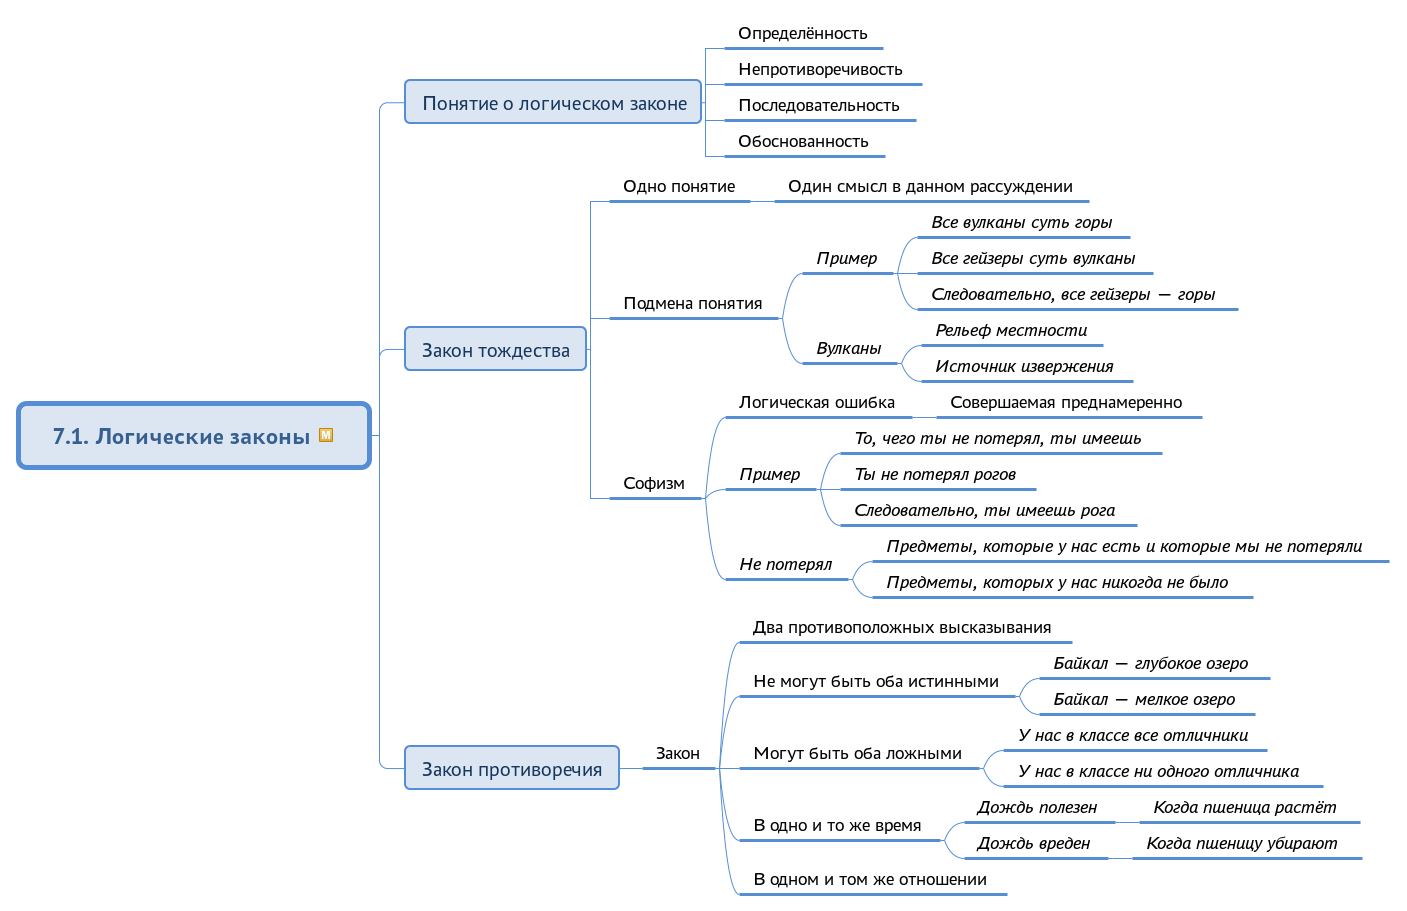 7.1. Логические законы M
Понятие о логическом законе
Определённость
Непротиворечивость
Последовательность
Обоснованность
Закон тождества
Одно понятие
Один смысл в данном рассуждении
Подмена понятия
Пример
Все вулканы суть горы
Все гейзеры суть вулканы
Следовательно, все гейзеры — горы
Вулканы
Рельеф местности
Источник извержения
Софизм
Логическая ошибка
Совершаемая преднамеренно
Пример
То, чего ты не потерял, ты имеешь
Ты не потерял рогов
Следовательно, ты имеешь рога
Не потерял
Предметы, которые у нас есть и которые мы не потеряли
Предметы, которых у нас никогда не было
Закон противоречия
Закон
Два противоположных высказывания
Не могут быть оба истинными
Байкал — глубокое озеро
Байкал — мелкое озеро
Могут быть оба ложными
У нас в классе все отличники
У нас в классе ни одного отличника
В одно и то же время
Дождь полезен
Когда пшеница растёт
Дождь вреден
Когда пшеницу убирают
В одном и том же отношении